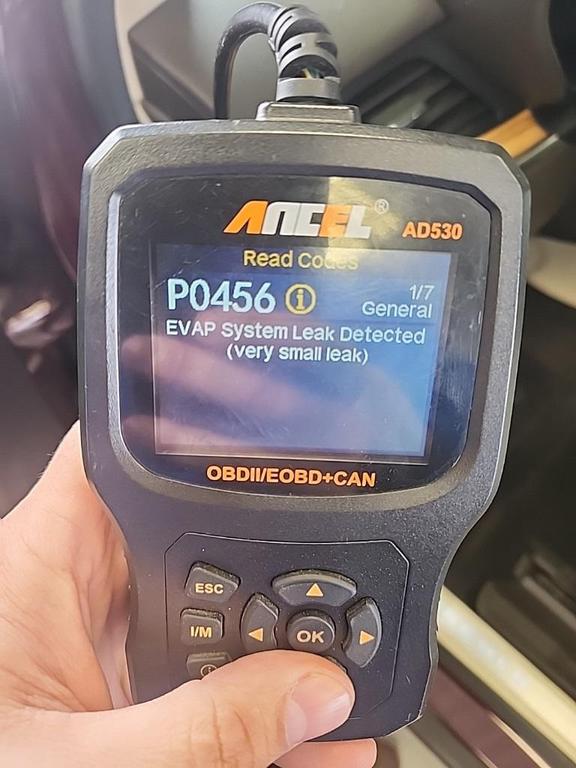 ANCEL® AD530
Read Codes
P0456 1/7
General
EVAP System Leak Detected
(very small leak)
OBDII/EOBD+CAN
ESC
I/M
OK